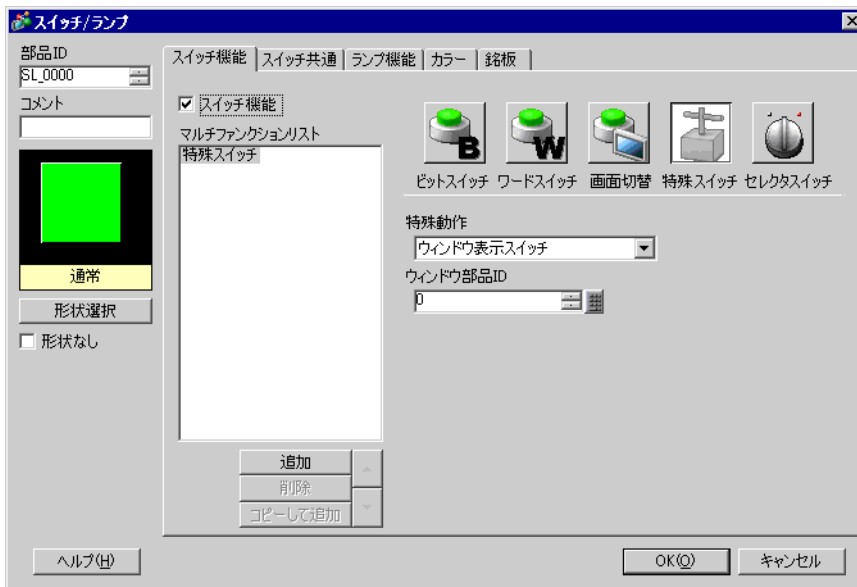 スイッチ/ランプ
部品ID
SL_0000
コメント
通常
形状選択
形状なし
スイッチ機能
スイッチ共通
ランプ機能
カラー
銘板
スイッチ機能
マルチファンクションリスト
特殊スイッチ
追加
削除
コピーして追加
B
W
ビットスイッチ ワードスイッチ 画面切替 特殊スイッチ セレクタスイッチ
特殊動作
ウィンドウ表示スイッチ
ウィンドウ部品ID
0
ヘルプ(H)
OK(O)
キャンセル